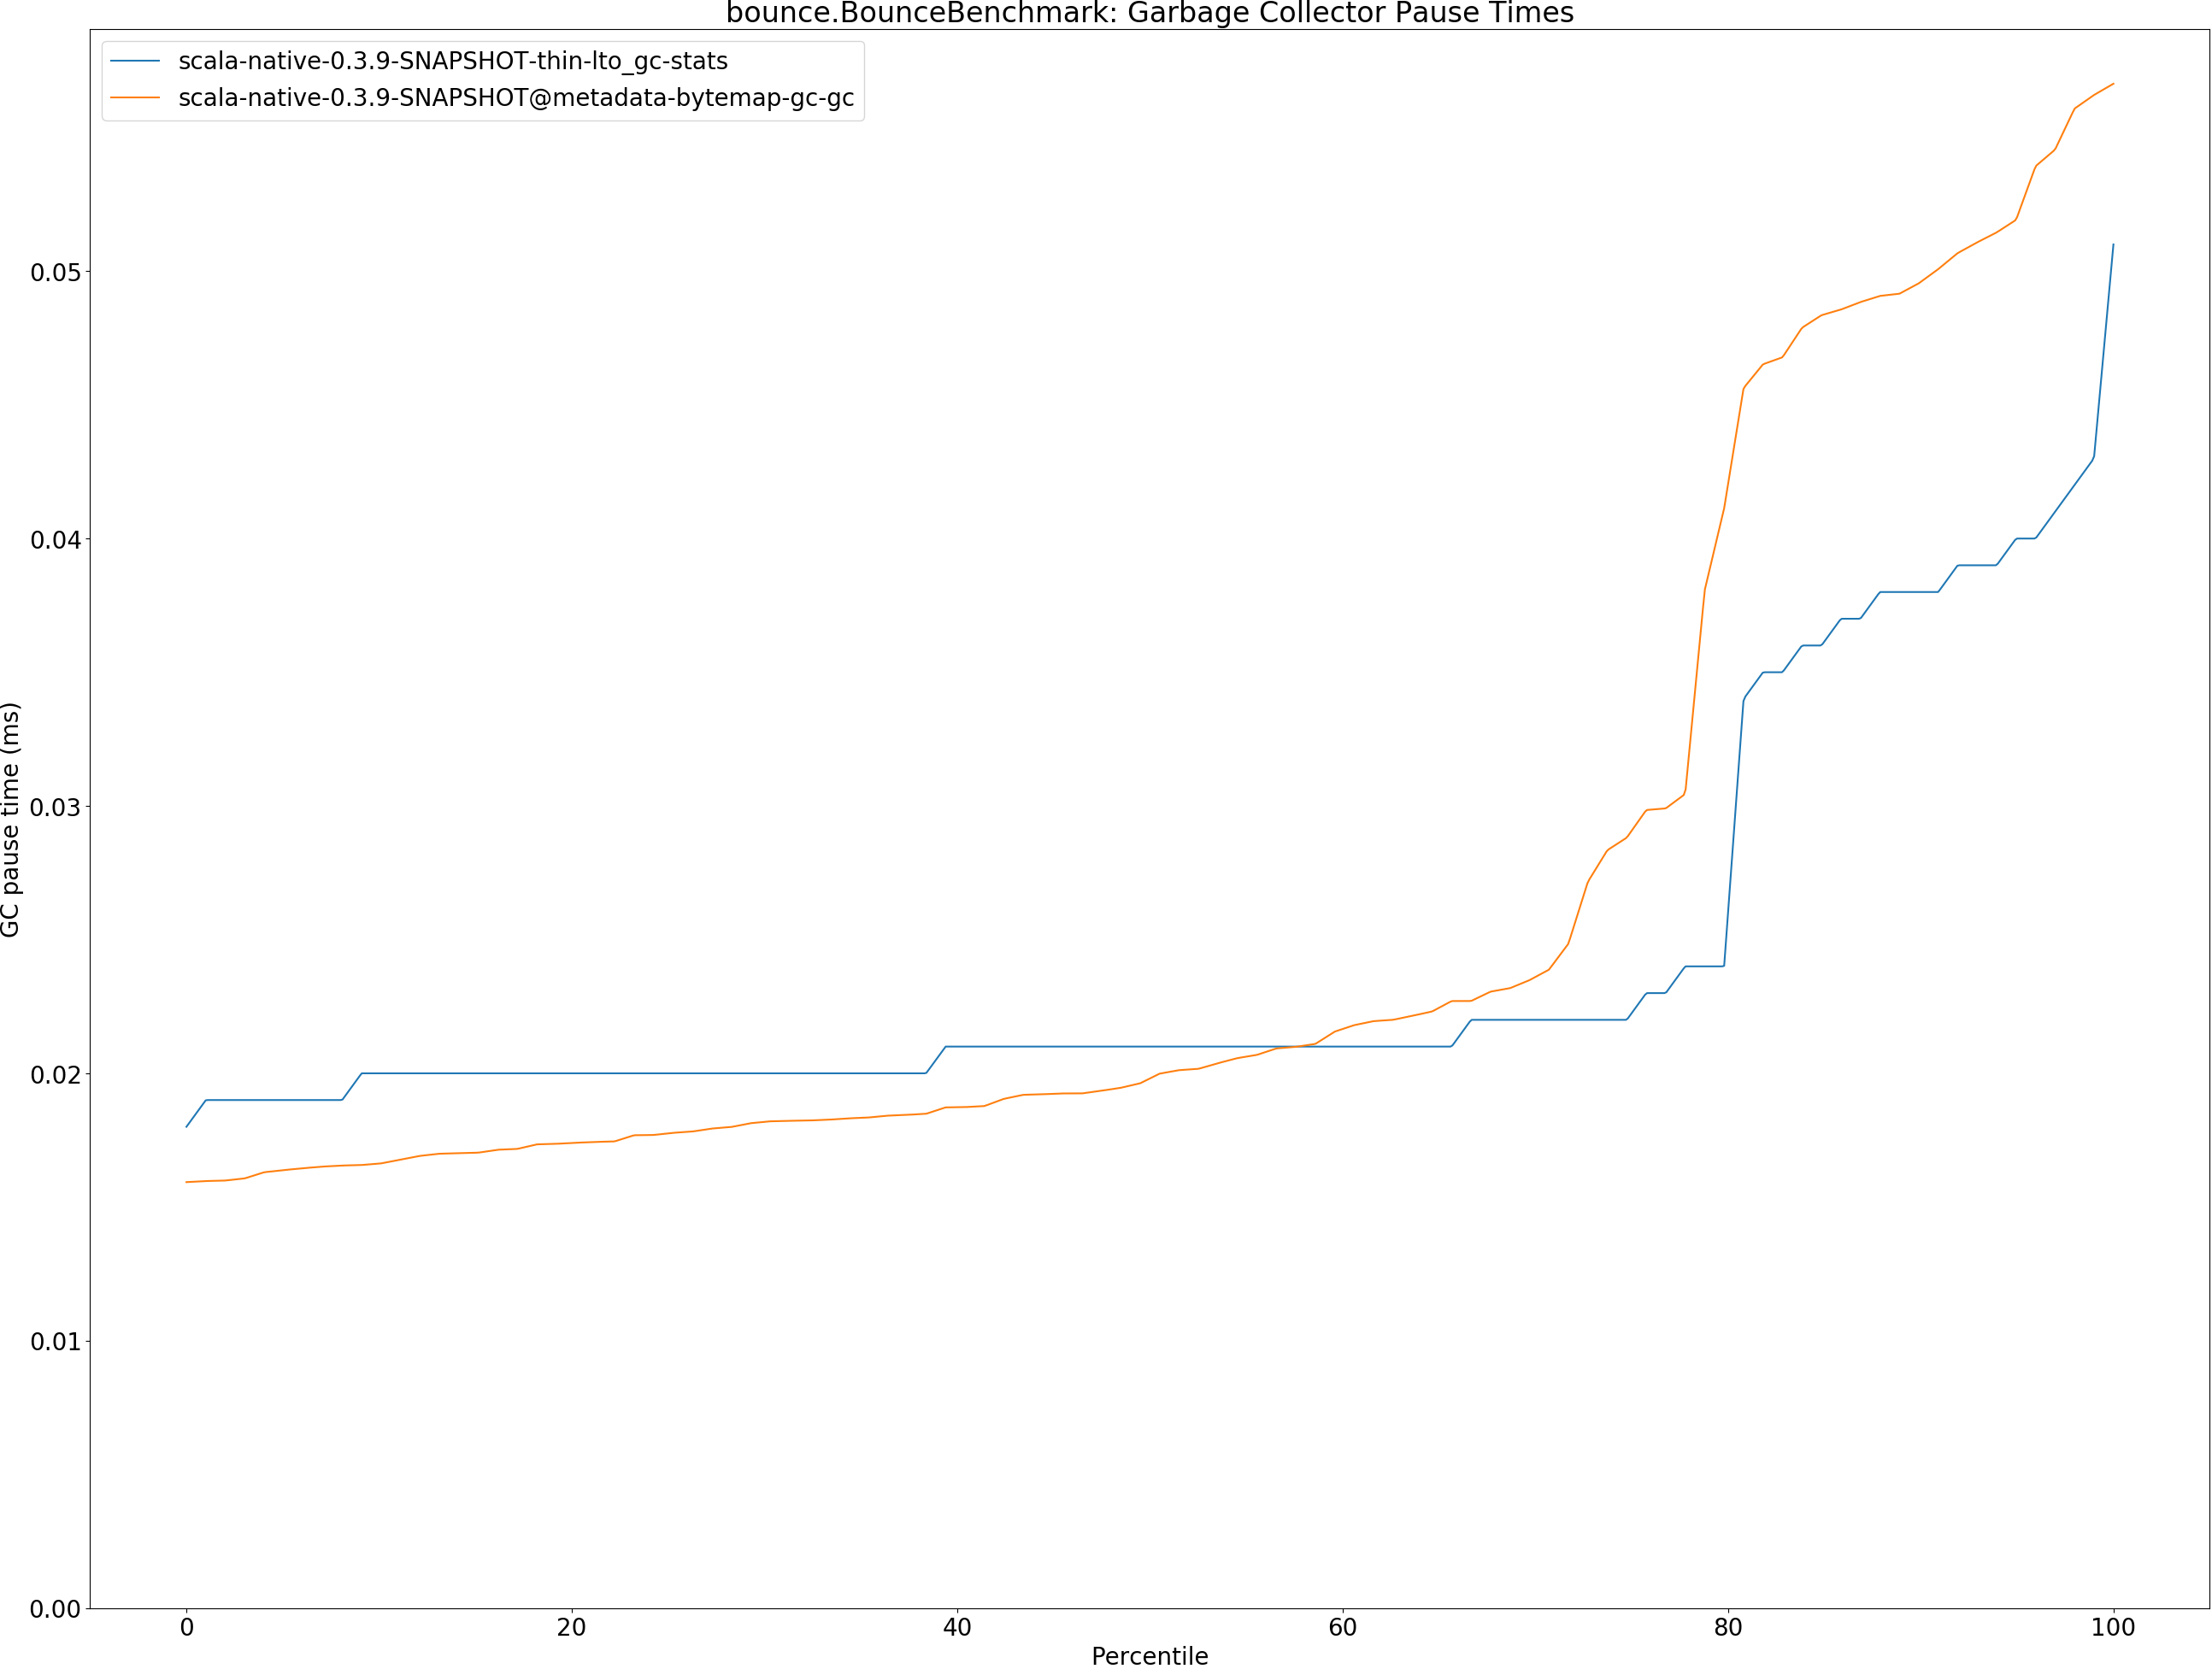 bounce.BounceBenchmark: Garbage Collector Pause Times
scala-native-0.3.9-SNAPSHOT-thin-lto_gc-stats
scala-native-0.3.9-SNAPSHOT@metadata-bytemap-gc-gc
0.05
0.04
0.03
0.02
0.01
0.00
GC pause time (ms)
0 20 40 60 80 100
Percentile